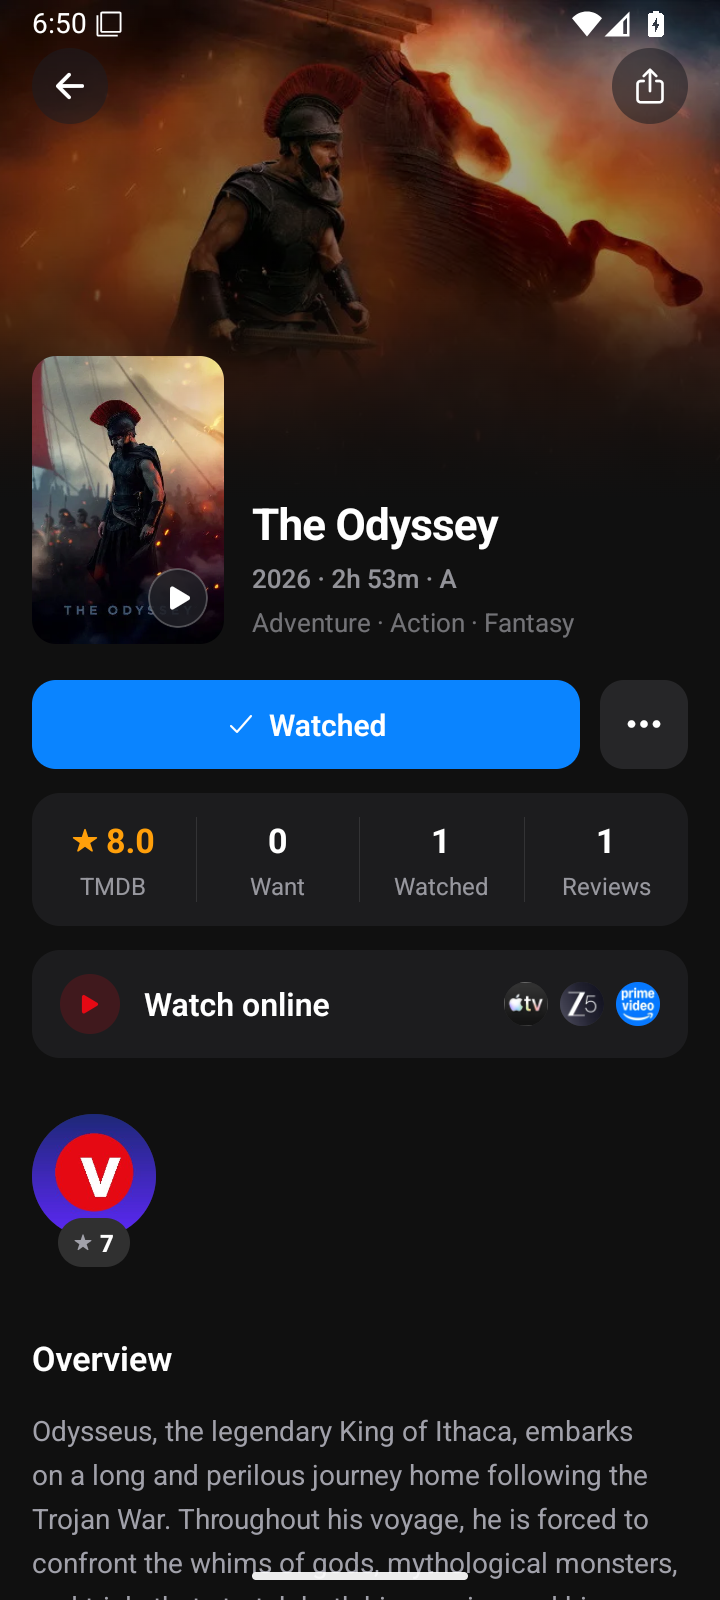 6:50
The Odyssey
2026 · 2h 53m · A
THE ODYSSEY
Adventure · Action · Fantasy
Watched
★ 8.0
TMDB
0
Want
1
Watched
1
Reviews
Watch online
tv
Z5
prime video
V
★ 7
Overview
Odysseus, the legendary King of Ithaca, embarks
on a long and perilous journey home following the
Trojan War. Throughout his voyage, he is forced to
confront the whims of gods, mythological monsters,